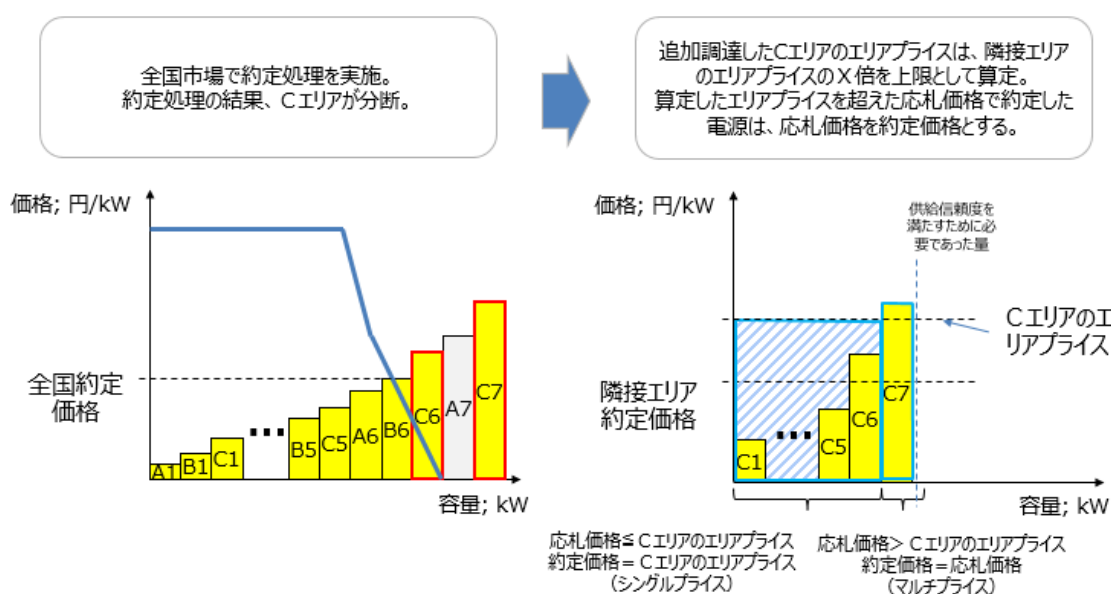 全国市場で約定処理を実施。
約定処理の結果、Cエリアが分断。
追加調達したCエリアのエリアプライスは、隣接エリア
のエリアプライスのX倍を上限として算定。
算定したエリアプライスを超えた応札価格で約定した
電源は、応札価格を約定価格とする。
価格; 円/kW
全国約定
価格
A1
B1
C1
…
B5
C5
A6
B6
C6
A7
C7
容量; kW
価格; 円/kW
供給信頼度を
満たすために必
要であった量
Cエリアのエ
リアプライス
隣接エリア
約定価格
C1
…
C5
C6
C7
容量; kW
応札価格≦Cエリアのエリアプライス
約定価格=Cエリアのエリアプライス
(シングルプライス)
応札価格>Cエリアのエリアプライス
約定価格=応札価格
(マルチプライス)